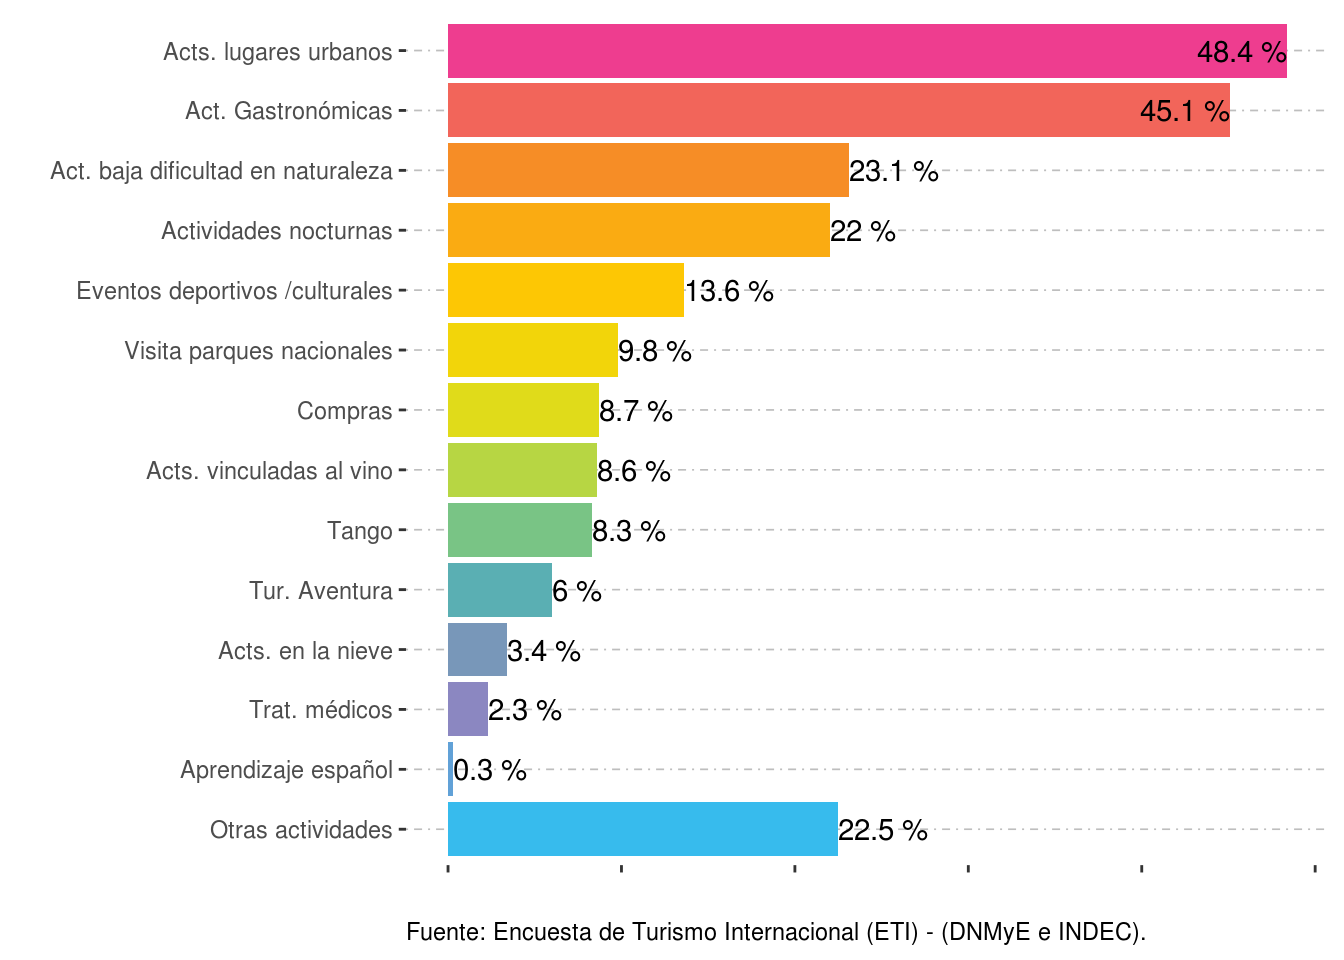 Acts. lugares urbanos 48.4 %
Act. Gastronómicas 45.1 %
Act. baja dificultad en naturaleza 23.1 %
Actividades nocturnas 22 %
Eventos deportivos /culturales 13.6 %
Visita parques nacionales 9.8 %
Compras 8.7 %
Acts. vinculadas al vino 8.6 %
Tango 8.3 %
Tur. Aventura 6 %
Acts. en la nieve 3.4 %
Trat. médicos 2.3 %
Aprendizaje español 0.3 %
Otras actividades 22.5 %
Fuente: Encuesta de Turismo Internacional (ETI) - (DNMyE e INDEC).